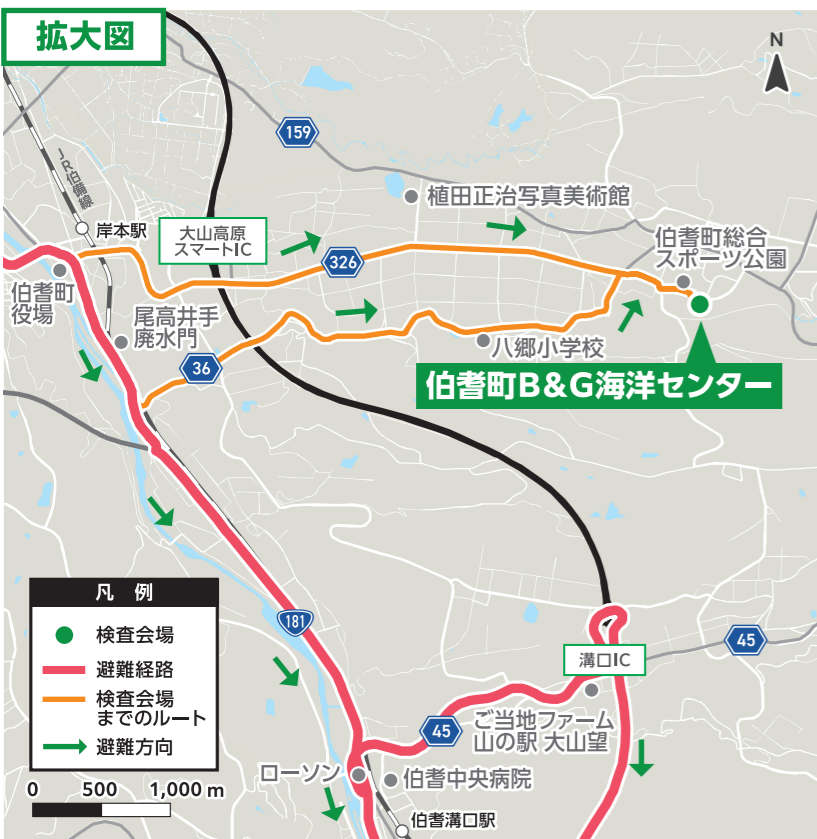 拡大図
N
159
JR伯備線
岸本駅
大山高原
スマートIC
植田正治写真美術館
326
伯耆町総合
スポーツ公園
伯耆町
役場
尾高井手
廃水門
36
八郷小学校
伯耆町B&G海洋センター
181
45
溝口IC
45
ご当地ファーム
山の駅 大山望
ローソン
伯耆中央病院
伯耆溝口駅
凡 例
検査会場
避難経路
検査会場
までのルート
避難方向
0 500 1,000 m